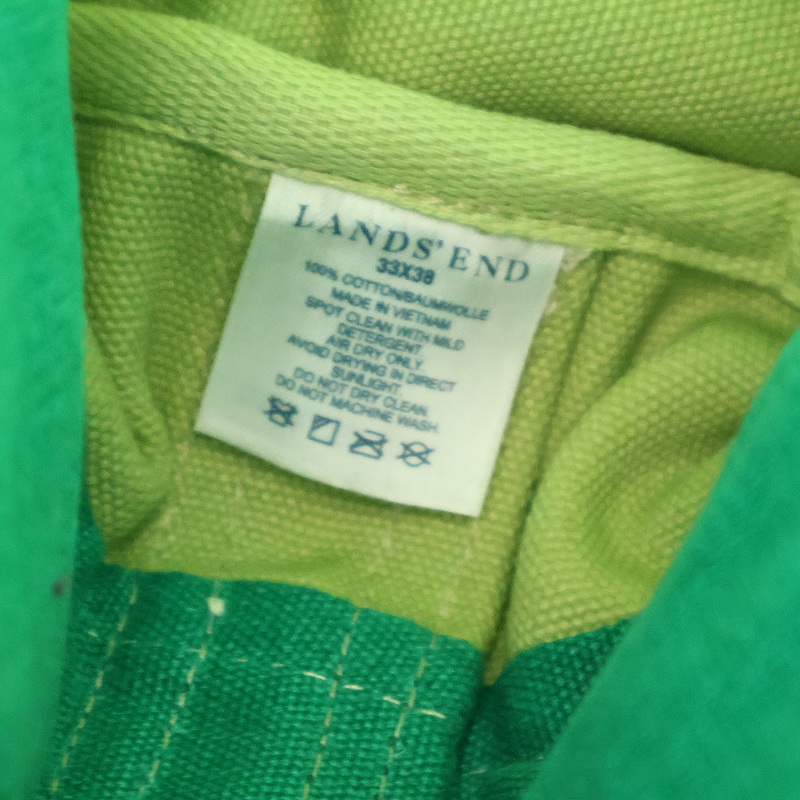 LANDS' END
33X38
100% COTTON/BAUMWOLLE
MADE IN VIETNAM
SPOT CLEAN WITH MILD
DETERGENT.
AIR DRY ONLY.
AVOID DRYING IN DIRECT
SUNLIGHT.
DO NOT DRY CLEAN.
DO NOT MACHINE WASH.